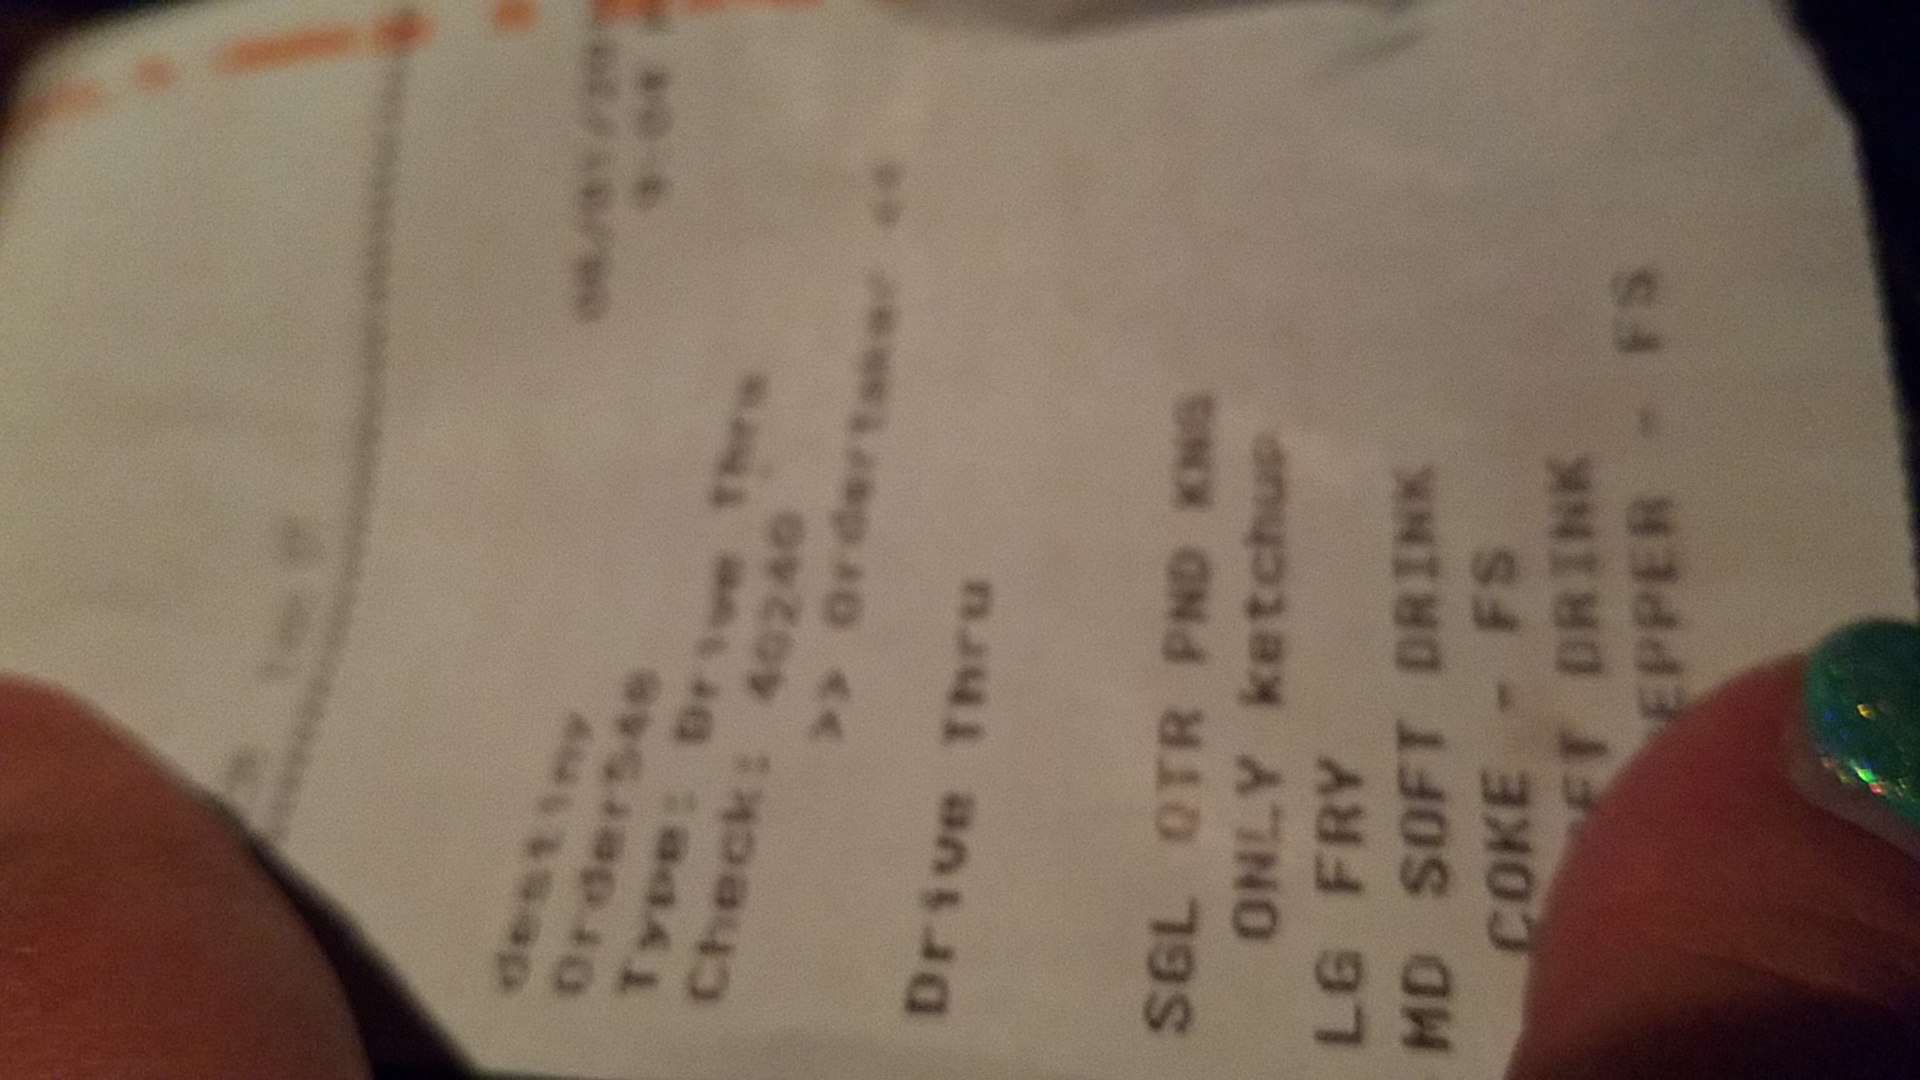 destiny
Order546
Type: Drive Thru
Check: 40240
>> Ordertaker <<
Drive Thru
SGL QTR PND KNG
ONLY ketchup
LG FRY
MD SOFT DRINK
COKE - FS
FT DRINK
EPPER - FS